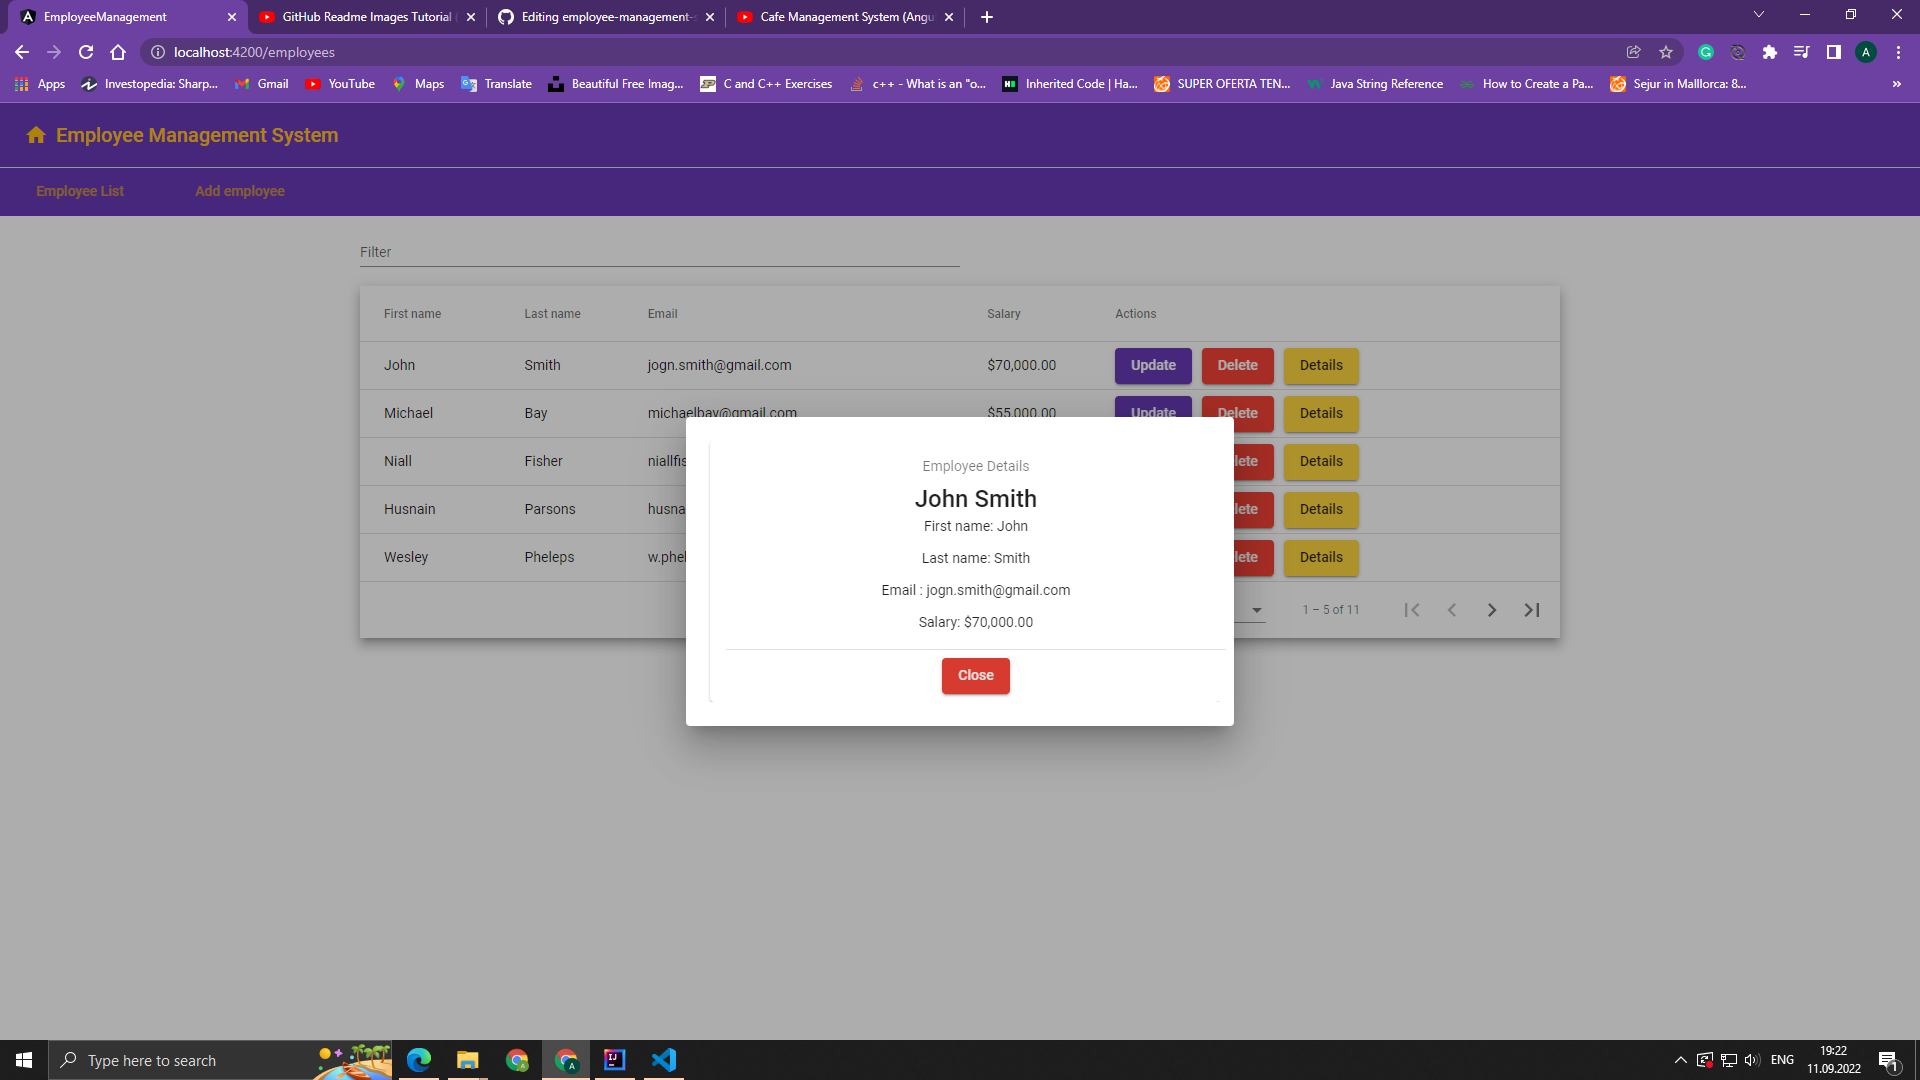 EmployeeManagement
GitHub Readme Images Tutorial
Editing employee-management-
Cafe Management System (Angu
localhost:4200/employees
A
Apps
Investopedia: Sharp...
Gmail
YouTube
Maps
Translate
Beautiful Free Imag...
C and C++ Exercises
c++ - What is an "o...
Inherited Code | Ha...
SUPER OFERTA TEN...
Java String Reference
How to Create a Pa...
Sejur in Malllorca: 8...
»
Employee Management System
Employee List Add employee
Filter
First name Last name Email Salary Actions
John Smith jogn.smith@gmail.com $70,000.00 Update Delete Details
Michael Bay michaelbay@gmail.com $55,000.00 Update Delete Details
Niall Fisher niallfis lete Details
Husnain Parsons husna lete Details
Wesley Pheleps w.phel lete Details
1 – 5 of 11
Employee Details
John Smith
First name: John
Last name: Smith
Email : jogn.smith@gmail.com
Salary: $70,000.00
Close
Type here to search
ENG
19:22
11.09.2022
1